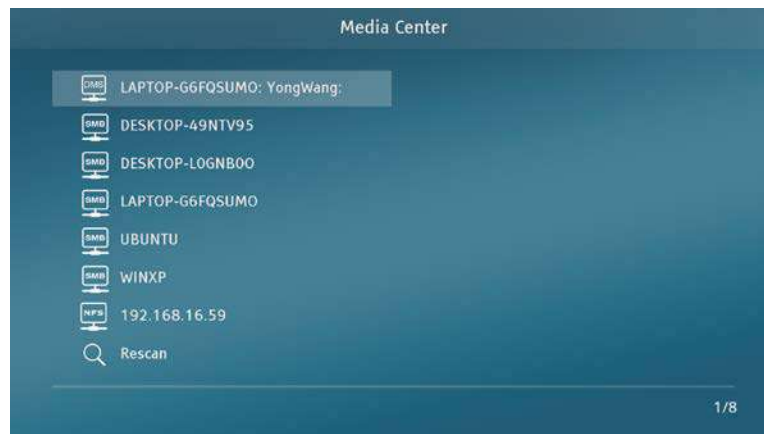 Media Center
DMS LAPTOP-G6FQSUMO: YongWang:
SMB DESKTOP-49NTV95
SMB DESKTOP-L0GNB0O
SMB LAPTOP-G6FQSUMO
SMB UBUNTU
SMB WINXP
NFS 192.168.16.59
Rescan
1/8